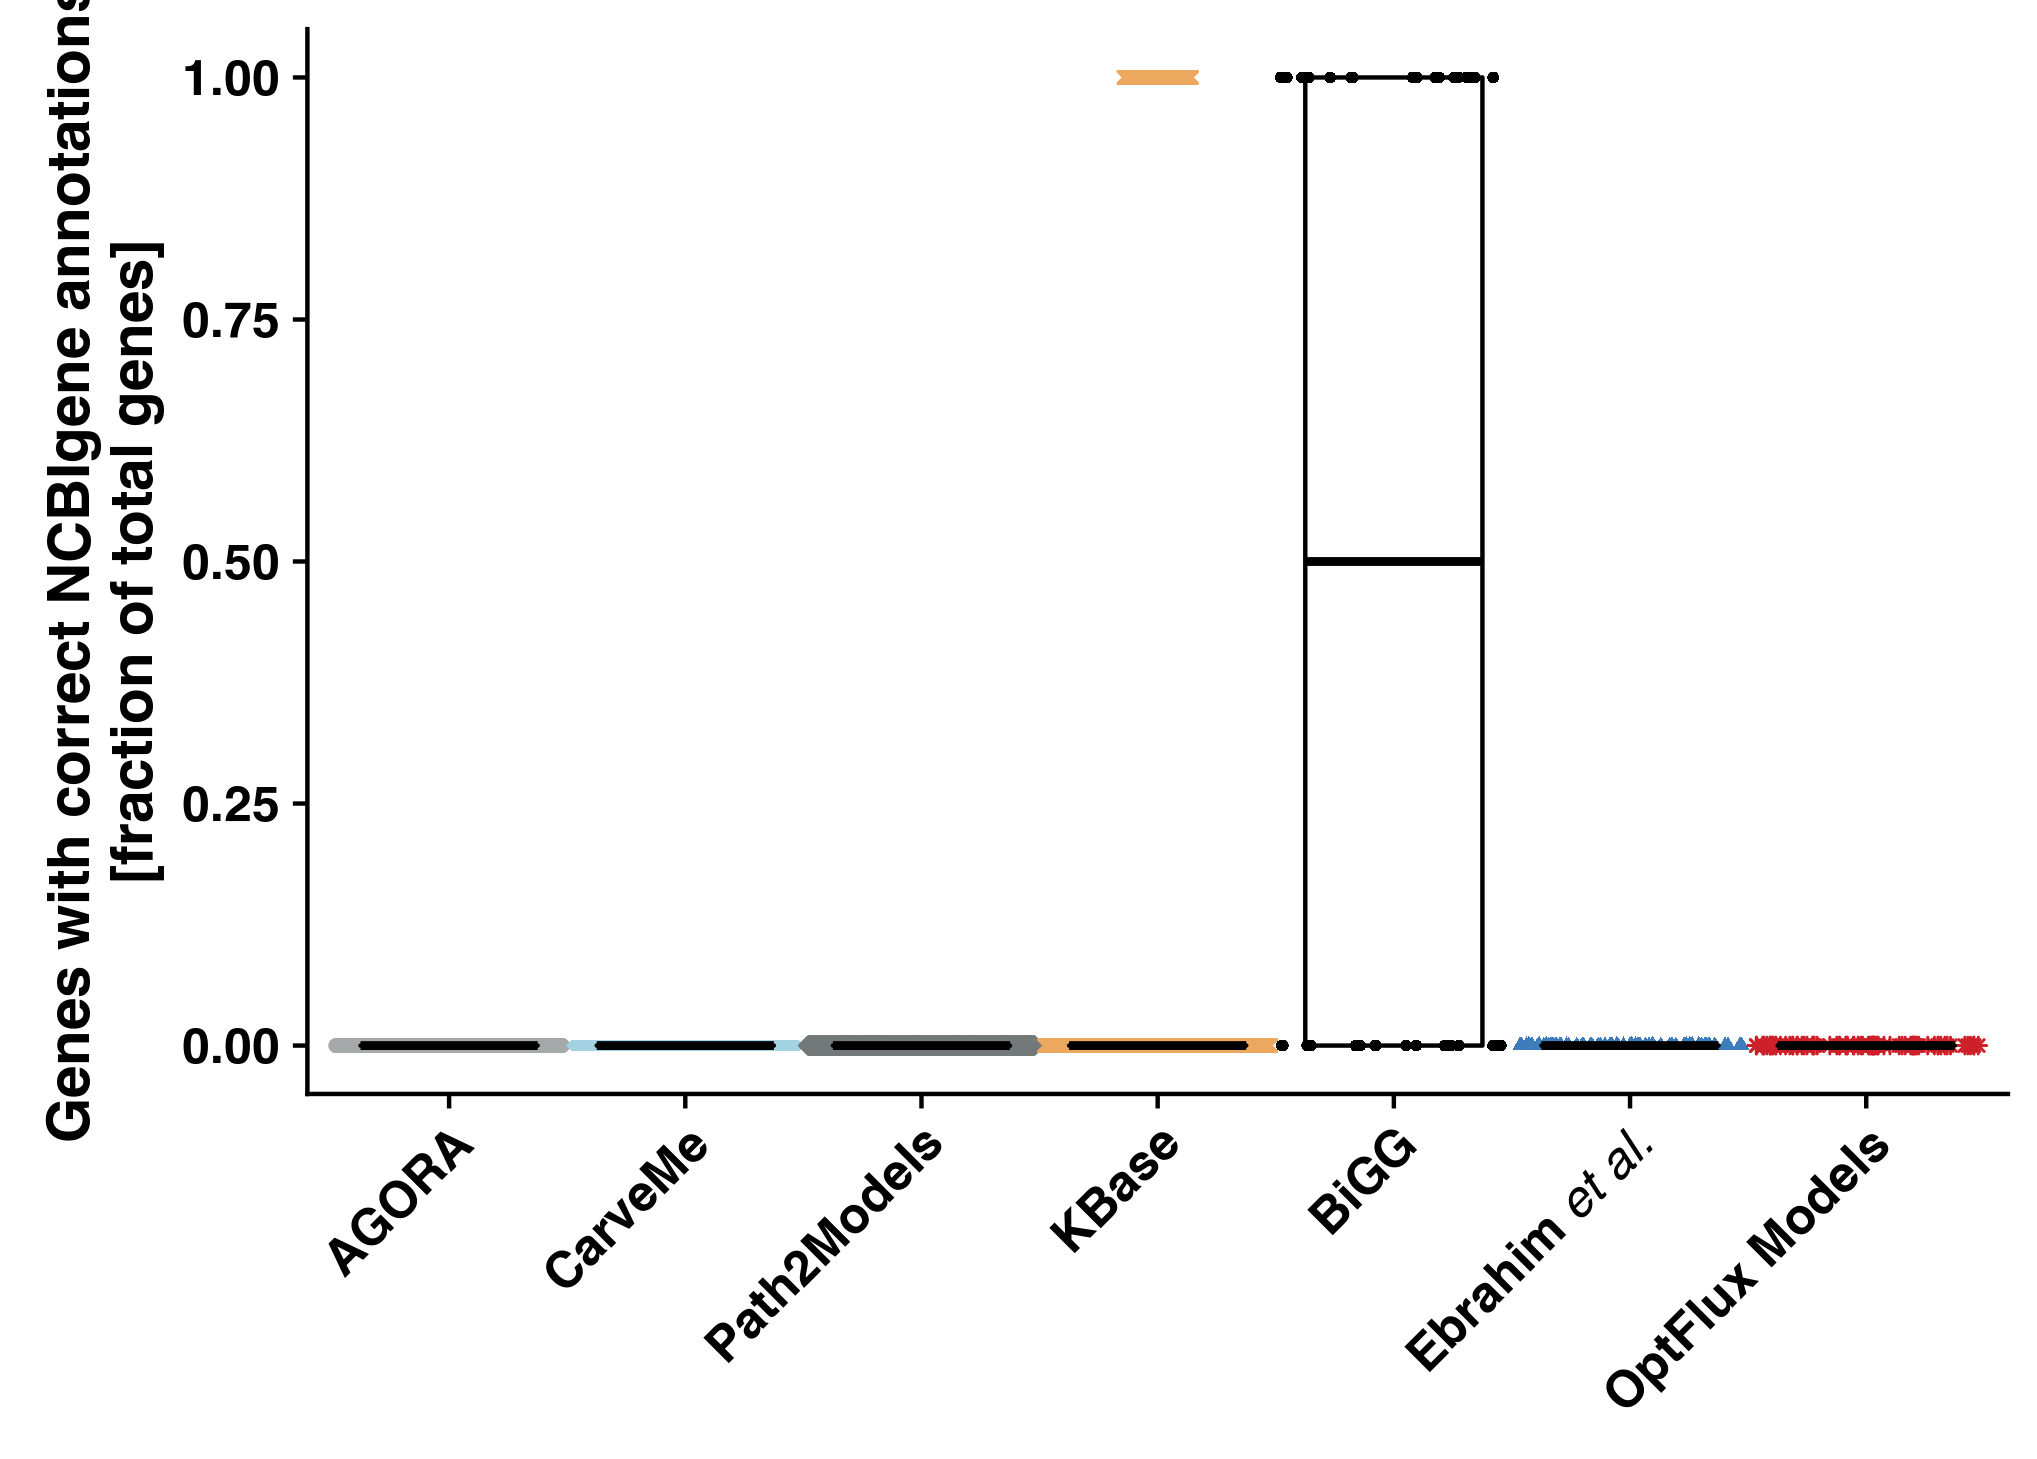 Genes with correct NCBIgene annotations
[fraction of total genes]
1.00
0.75
0.50
0.25
0.00
AGORA
CarveMe
Path2Models
KBase
BiGG
Ebrahim et al.
OptFlux Models